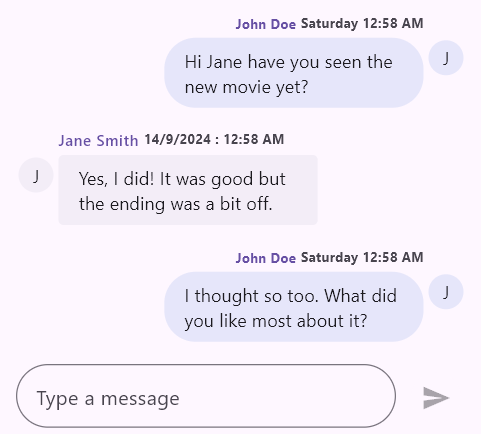 John Doe Saturday 12:58 AM
Hi Jane have you seen the
new movie yet?
J
Jane Smith 14/9/2024 : 12:58 AM
J
Yes, I did! It was good but
the ending was a bit off.
John Doe Saturday 12:58 AM
I thought so too. What did
you like most about it?
J
Type a message